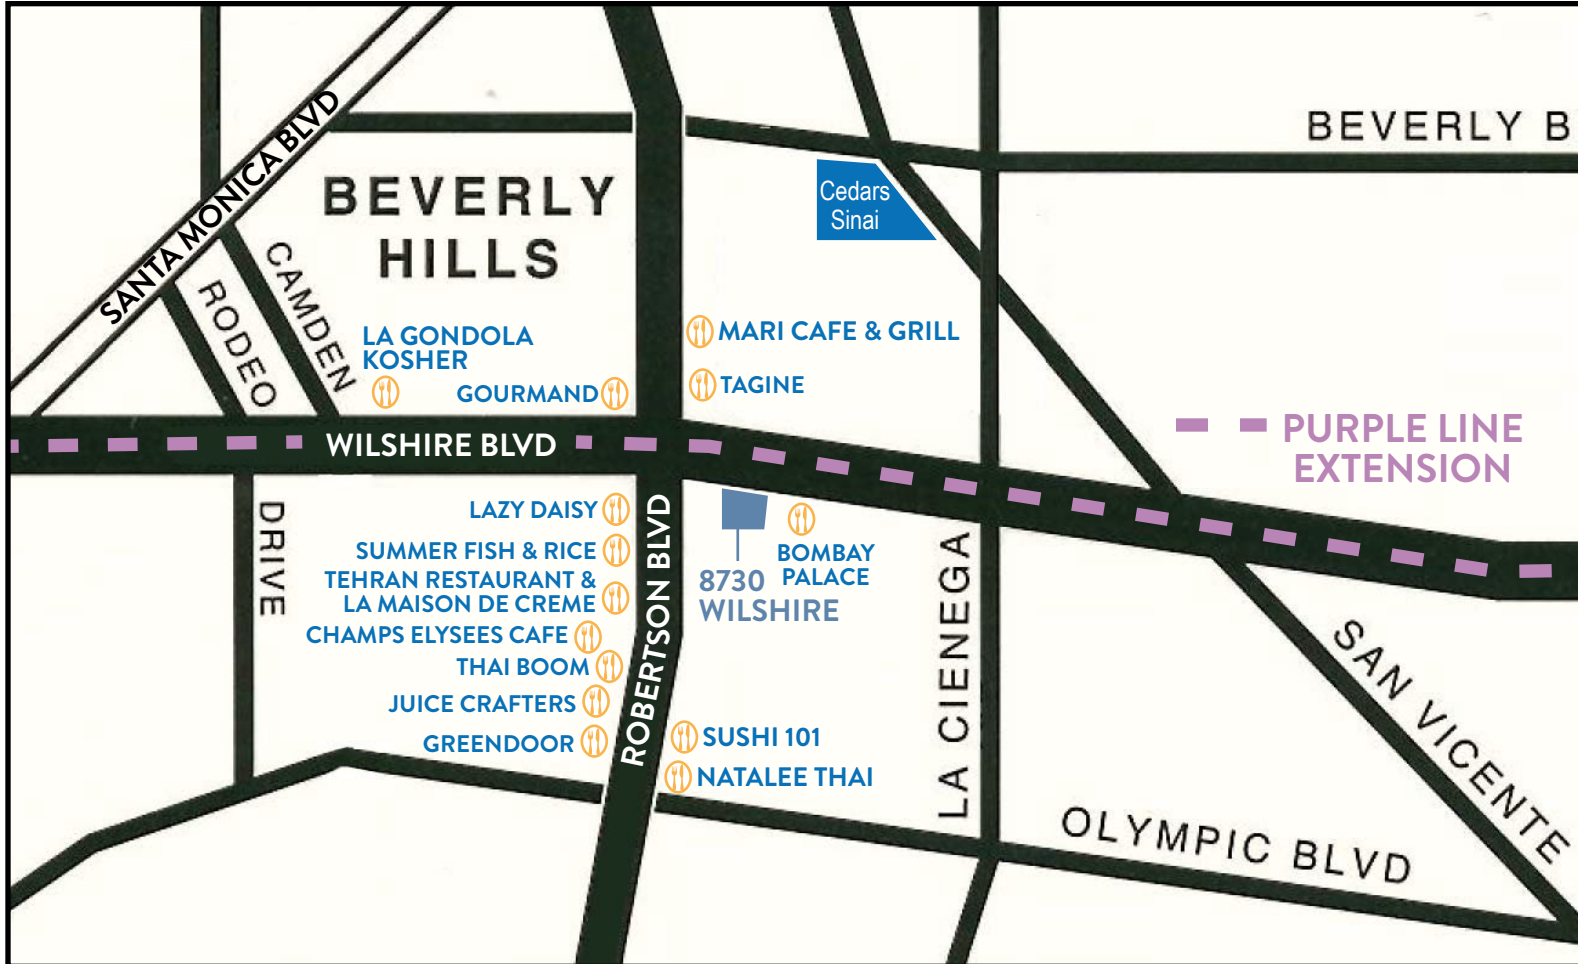 BEVERLY B
SANTA MONICA BLVD
BEVERLY
HILLS
Cedars
Sinai
CAMDEN
RODEO
LA GONDOLA
KOSHER
GOURMAND
MARI CAFE & GRILL
TAGINE
PURPLE LINE
EXTENSION
WILSHIRE BLVD
DRIVE
LAZY DAISY
SUMMER FISH & RICE
TEHRAN RESTAURANT &
LA MAISON DE CREME
CHAMPS ELYSEES CAFE
THAI BOOM
JUICE CRAFTERS
GREENDOOR
ROBERTSON BLVD
8730
WILSHIRE
BOMBAY
PALACE
SUSHI 101
NATALEE THAI
LA CIENEGA
SAN VICENTE
OLYMPIC BLVD